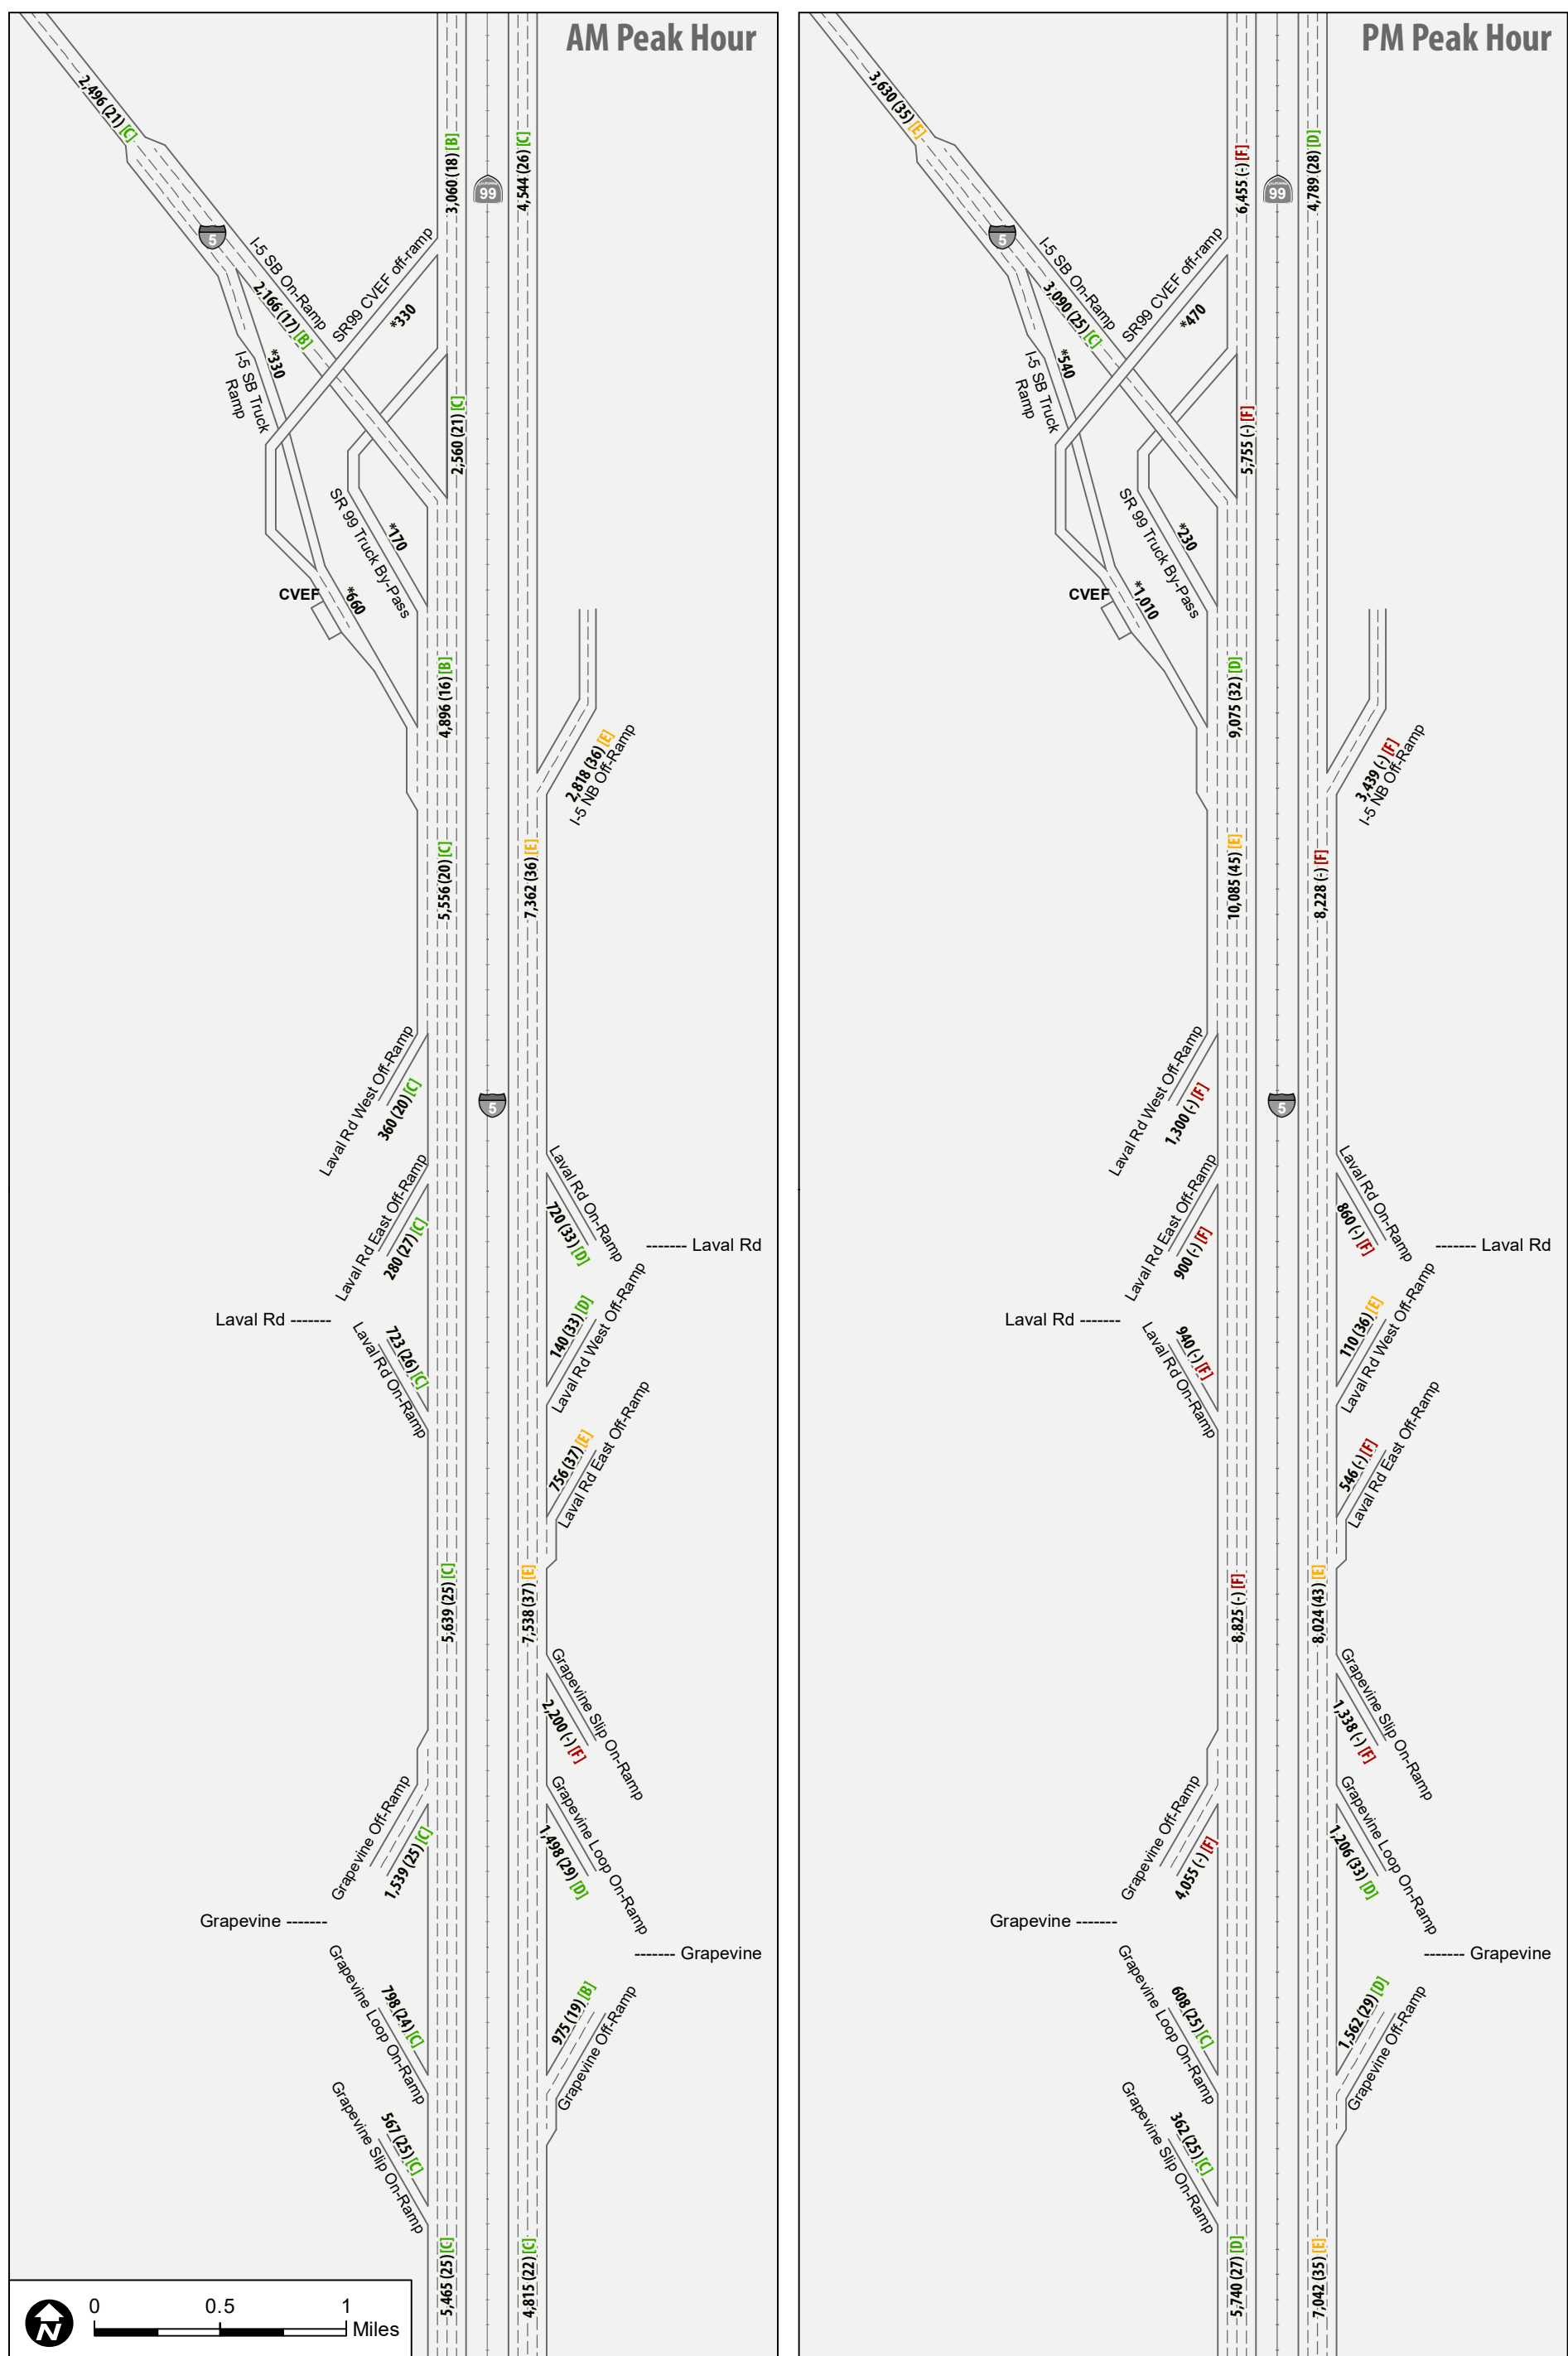 AM Peak Hour
2,496 (21) [C]
3,060 (18) [B]
4,544 (26) [C]
CALIFORNIA
99
5
I-5 SB On-Ramp
2,166 (17) [B]
SR99 CVEF off-ramp
*330
I-5 SB Truck
Ramp
*330
2,560 (21) [C]
SR 99 Truck By-Pass
*170
CVEF
*660
4,896 (16) [B]
2,818 (36) [E]
I-5 NB Off-Ramp
5,556 (20) [C]
7,362 (36) [E]
Laval Rd West Off-Ramp
360 (20) [C]
5
Laval Rd East Off-Ramp
280 (27) [C]
Laval Rd On-Ramp
720 (33) [D]
------- Laval Rd
Laval Rd -------
140 (33) [D]
Laval Rd West Off-Ramp
723 (26) [C]
Laval Rd On-Ramp
756 (37) [E]
Laval Rd East Off-Ramp
5,639 (25) [C]
7,538 (37) [E]
Grapevine Slip On-Ramp
2,200 (-) [F]
Grapevine Off-Ramp
1,539 (25) [C]
Grapevine Loop On-Ramp
1,498 (29) [D]
Grapevine -------
------- Grapevine
798 (24) [C]
Grapevine Loop On-Ramp
975 (19) [B]
Grapevine Off-Ramp
567 (25) [C]
Grapevine Slip On-Ramp
5,465 (25) [C]
4,815 (22) [C]
N
0 0.5 1
Miles
PM Peak Hour
3,630 (35) [E]
6,455 (-) [F]
4,789 (28) [D]
CALIFORNIA
99
5
I-5 SB On-Ramp
3,090 (25) [C]
SR99 CVEF off-ramp
*470
I-5 SB Truck
Ramp
*540
5,755 (-) [F]
SR 99 Truck By-Pass
*230
CVEF
*1,010
9,075 (32) [D]
3,439 (-) [F]
I-5 NB Off-Ramp
10,085 (45) [E]
8,228 (-) [F]
Laval Rd West Off-Ramp
1,300 (-) [F]
5
Laval Rd East Off-Ramp
900 (-) [F]
Laval Rd On-Ramp
860 (-) [F]
------- Laval Rd
Laval Rd -------
110 (36) [E]
Laval Rd West Off-Ramp
940 (-) [F]
Laval Rd On-Ramp
546 (-) [F]
Laval Rd East Off-Ramp
8,825 (-) [F]
8,024 (43) [E]
Grapevine Slip On-Ramp
1,338 (-) [F]
Grapevine Off-Ramp
4,055 (-) [F]
Grapevine Loop On-Ramp
1,206 (33) [D]
Grapevine -------
------- Grapevine
608 (25) [C]
Grapevine Loop On-Ramp
1,562 (29) [D]
Grapevine Off-Ramp
362 (25) [C]
Grapevine Slip On-Ramp
5,740 (27) [D]
7,042 (35) [E]